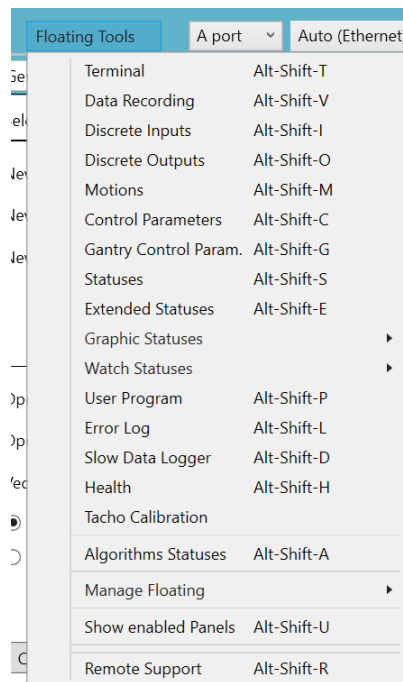 Floating Tools A port Auto (Ethernet)
Terminal Alt-Shift-T
Data Recording Alt-Shift-V
Discrete Inputs Alt-Shift-I
Discrete Outputs Alt-Shift-O
Motions Alt-Shift-M
Control Parameters Alt-Shift-C
Gantry Control Param. Alt-Shift-G
Statuses Alt-Shift-S
Extended Statuses Alt-Shift-E
Graphic Statuses
Watch Statuses
User Program Alt-Shift-P
Error Log Alt-Shift-L
Slow Data Logger Alt-Shift-D
Health Alt-Shift-H
Tacho Calibration
Algorithms Statuses Alt-Shift-A
Manage Floating
Show enabled Panels Alt-Shift-U
Remote Support Alt-Shift-R